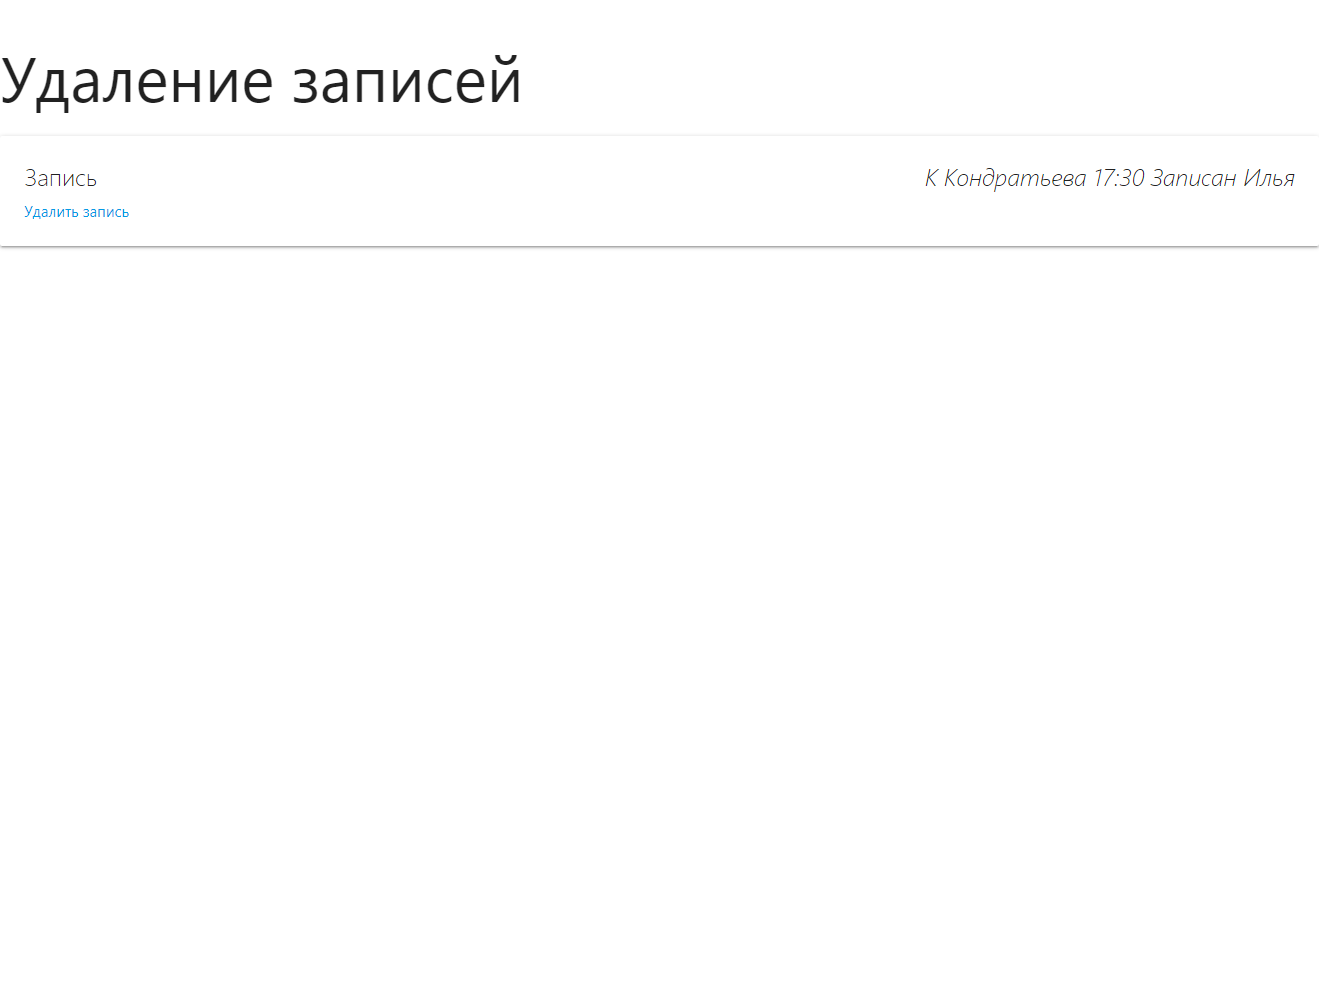 Удаление записей
Запись К Кондратьева 17:30 Записан Илья
Удалить запись